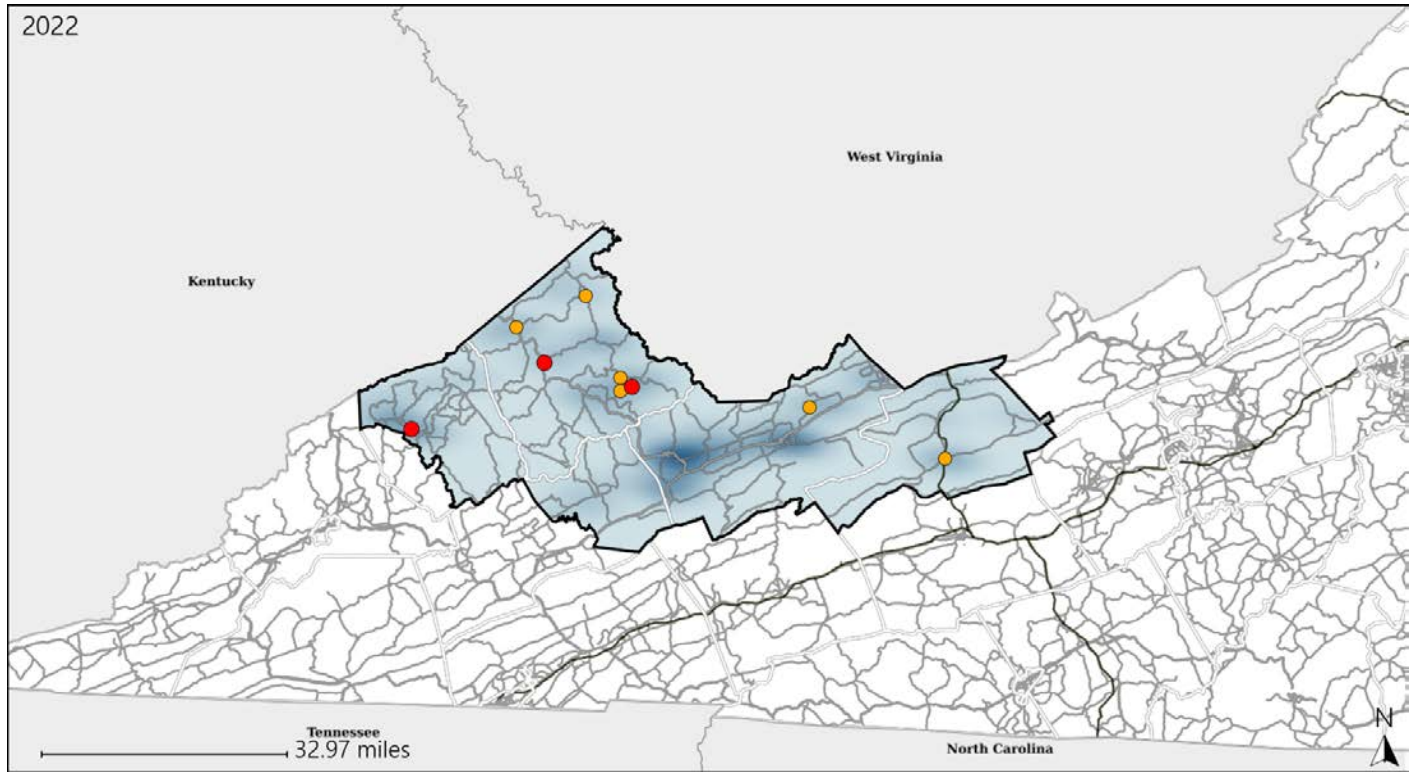 2022
West Virginia
Kentucky
Tennessee
32.97 miles
North Carolina
N